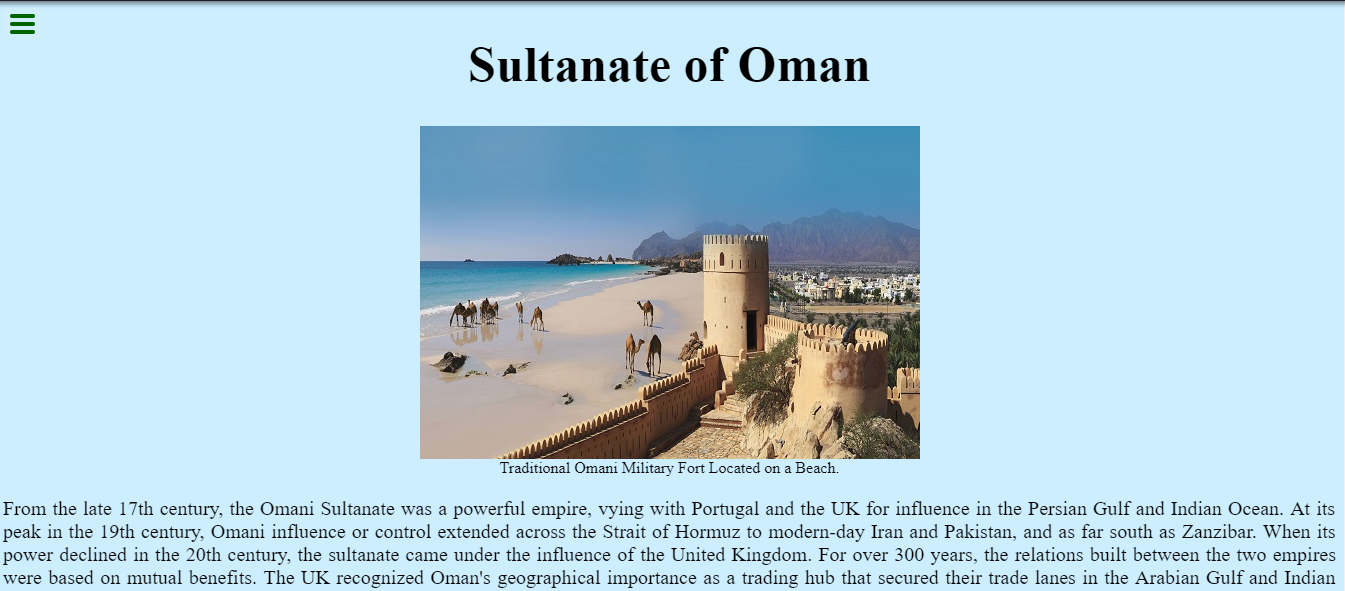 Sultanate of Oman
Traditional Omani Military Fort Located on a Beach.
From the late 17th century, the Omani Sultanate was a powerful empire, vying with Portugal and the UK for influence in the Persian Gulf and Indian Ocean. At its
peak in the 19th century, Omani influence or control extended across the Strait of Hormuz to modern-day Iran and Pakistan, and as far south as Zanzibar. When its
power declined in the 20th century, the sultanate came under the influence of the United Kingdom. For over 300 years, the relations built between the two empires
were based on mutual benefits. The UK recognized Oman's geographical importance as a trading hub that secured their trade lanes in the Arabian Gulf and Indian